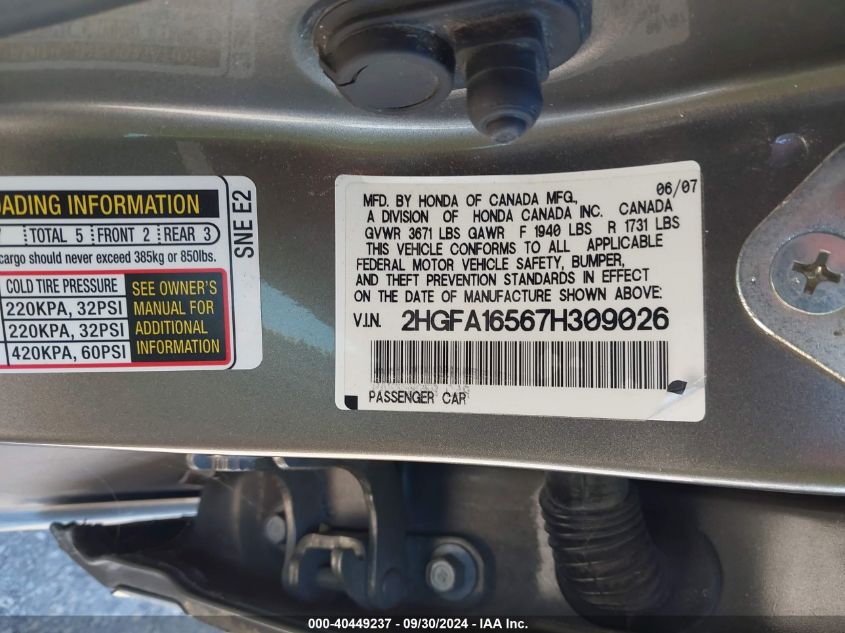 ADING INFORMATION
TOTAL 5 FRONT 2 REAR 3
cargo should never exceed 385kg or 850lbs.
COLD TIRE PRESSURE
220KPA, 32PSI
220KPA, 32PSI
420KPA, 60PSI
SEE OWNER'S
MANUAL FOR
ADDITIONAL
INFORMATION
SNE E2
06/07
MFD. BY HONDA OF CANADA MFG.,
A DIVISION OF HONDA CANADA INC. CANADA
GVWR 3671 LBS GAWR F 1940 LBS R 1731 LBS
THIS VEHICLE CONFORMS TO ALL APPLICABLE
FEDERAL MOTOR VEHICLE SAFETY, BUMPER,
AND THEFT PREVENTION STANDARDS IN EFFECT
ON THE DATE OF MANUFACTURE SHOWN ABOVE:
V.I.N. 2HGFA16567H309026
PASSENGER CAR
000-40449237 - 09/30/2024 - IAA Inc.